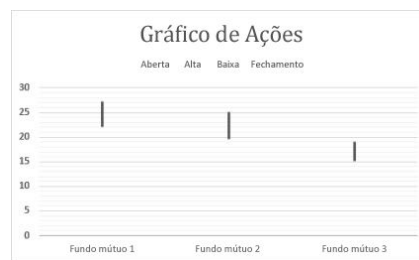 Gráfico de Ações
Aberta Alta Baixa Fechamento
30
25
20
15
10
5
0
Fundo mútuo 1 Fundo mútuo 2 Fundo mútuo 3